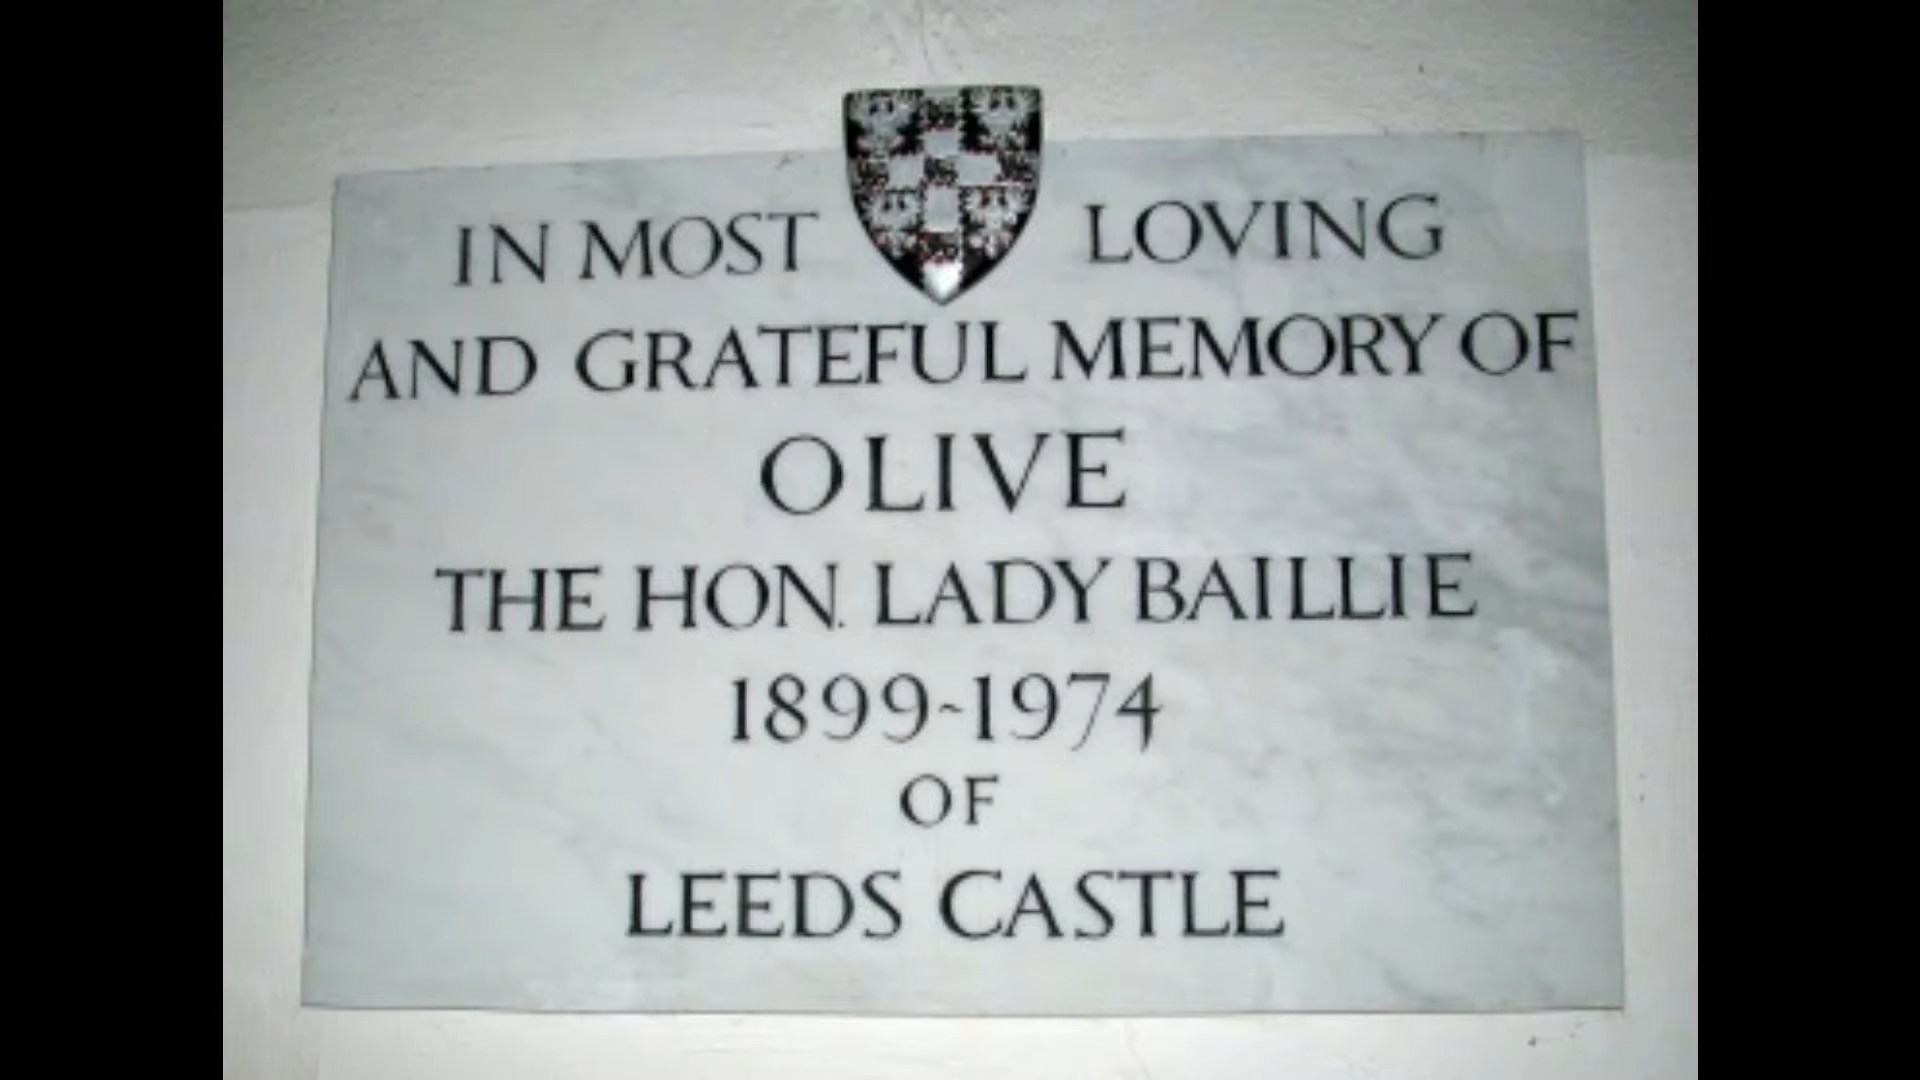 IN MOST LOVING
AND GRATEFUL MEMORY OF
OLIVE
THE HON. LADY BAILLIE
1899~1974
OF
LEEDS CASTLE